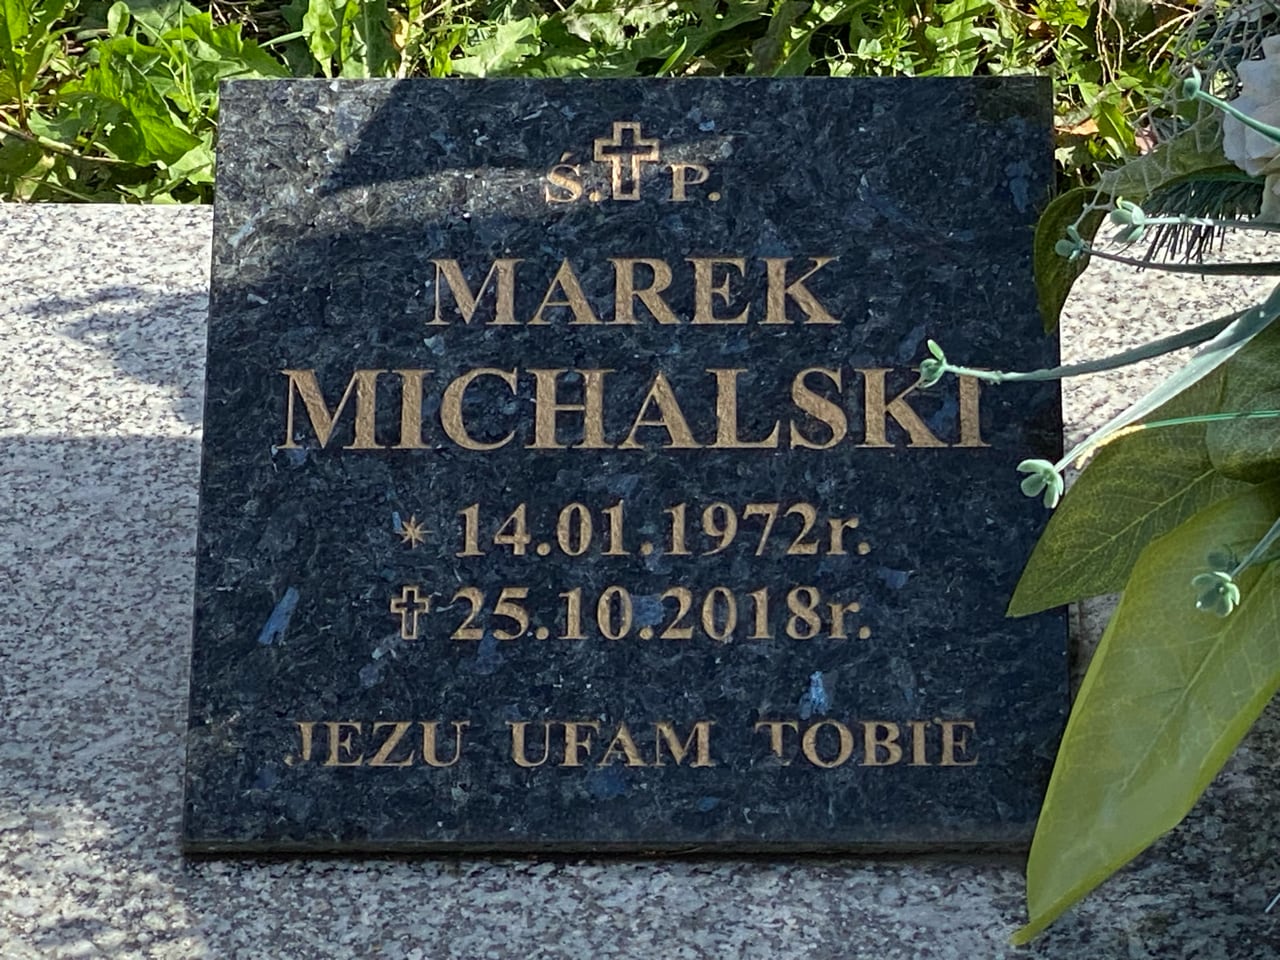 Ś.✝P.
MAREK
MICHALSKI
* 14.01.1972r.
✝ 25.10.2018r.
JEZU UFAM TOBIE